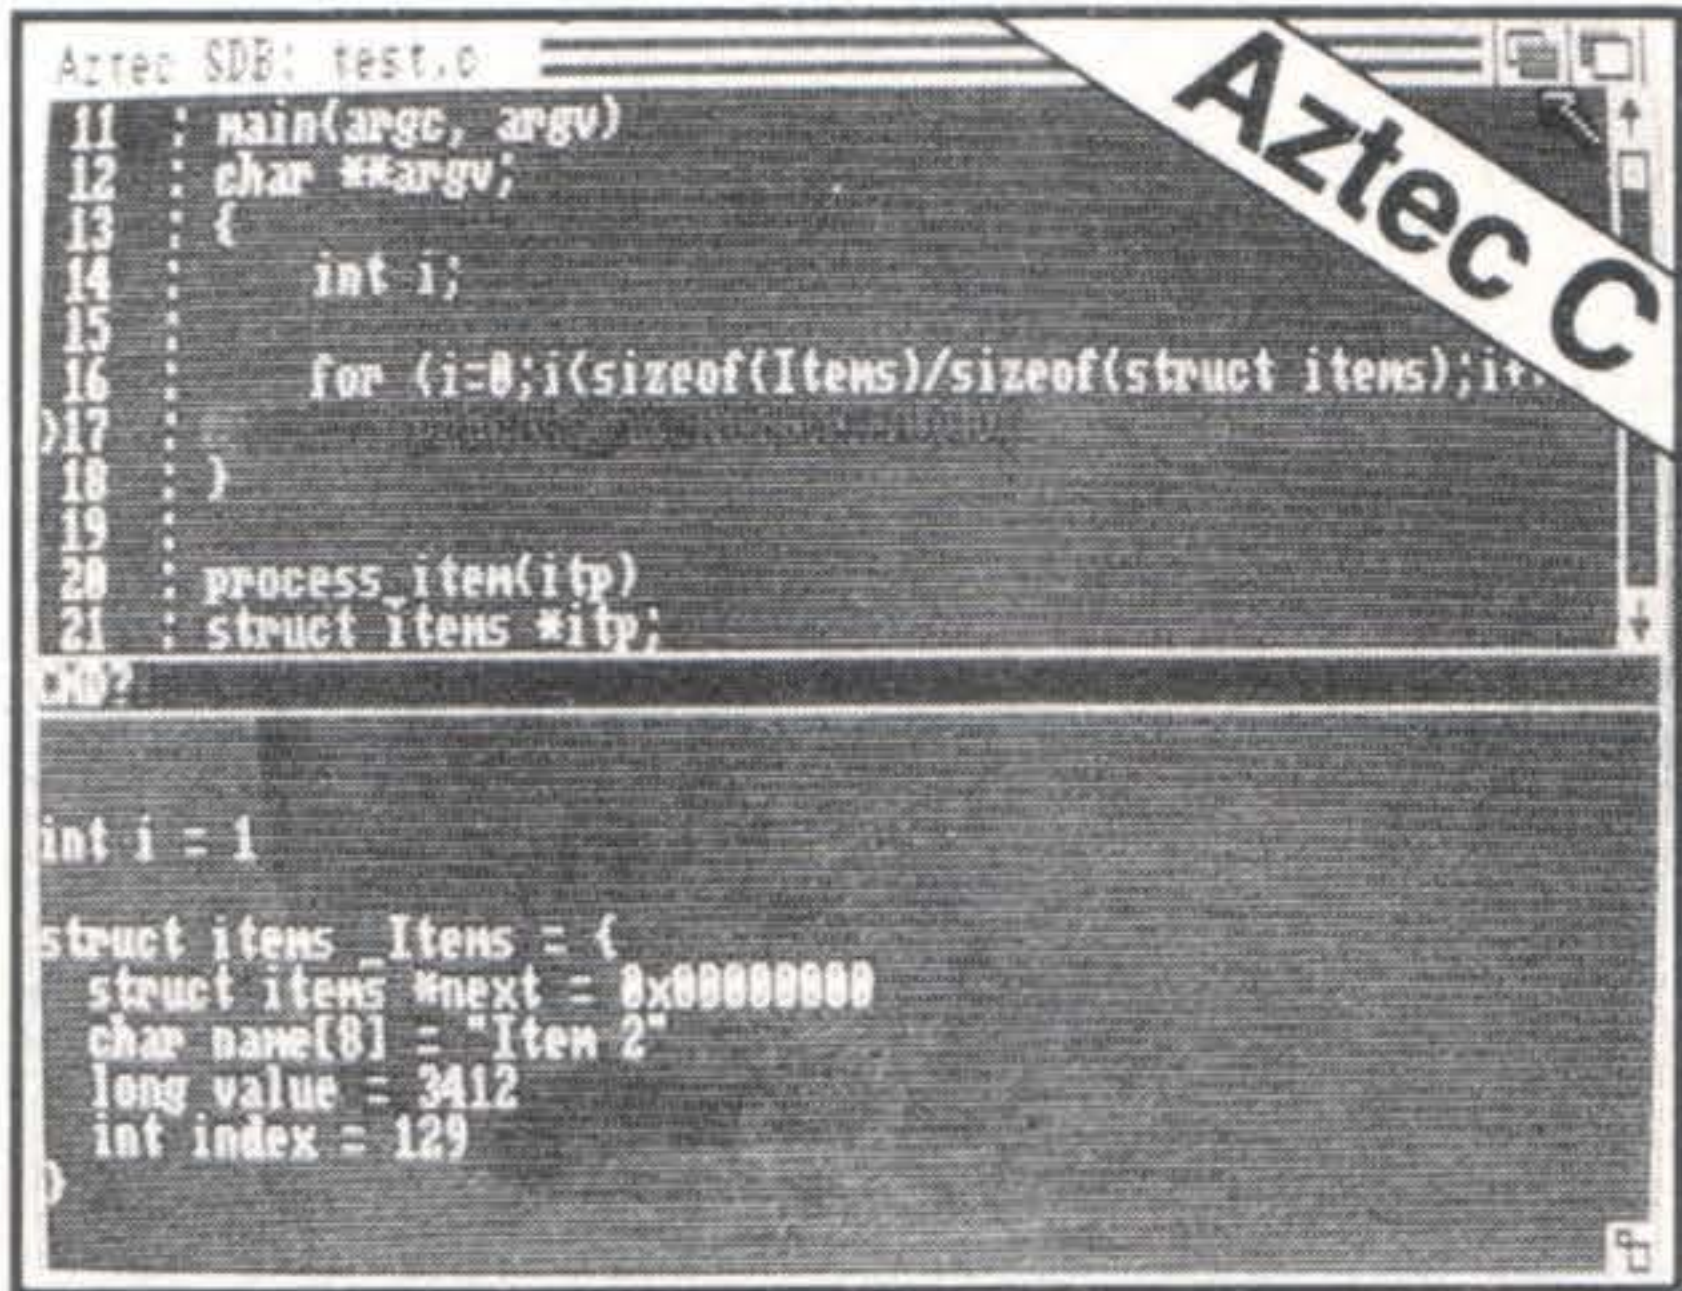 Aztec SDB: test.c
Aztec C
11 : main(argc, argv)
12 : char **argv;
13 : {
14 : int i;
15 :
16 : for (i=0;i<sizeof(Items)/sizeof(struct items);i+
>17 :
18 : }
19 :
20 : process_item(itp)
21 : struct items *itp;
CMD?
int i = 1
struct items _Items = {
struct items *next = 0x00000000
char name[8] = "Item 2"
long value = 3412
int index = 129
}